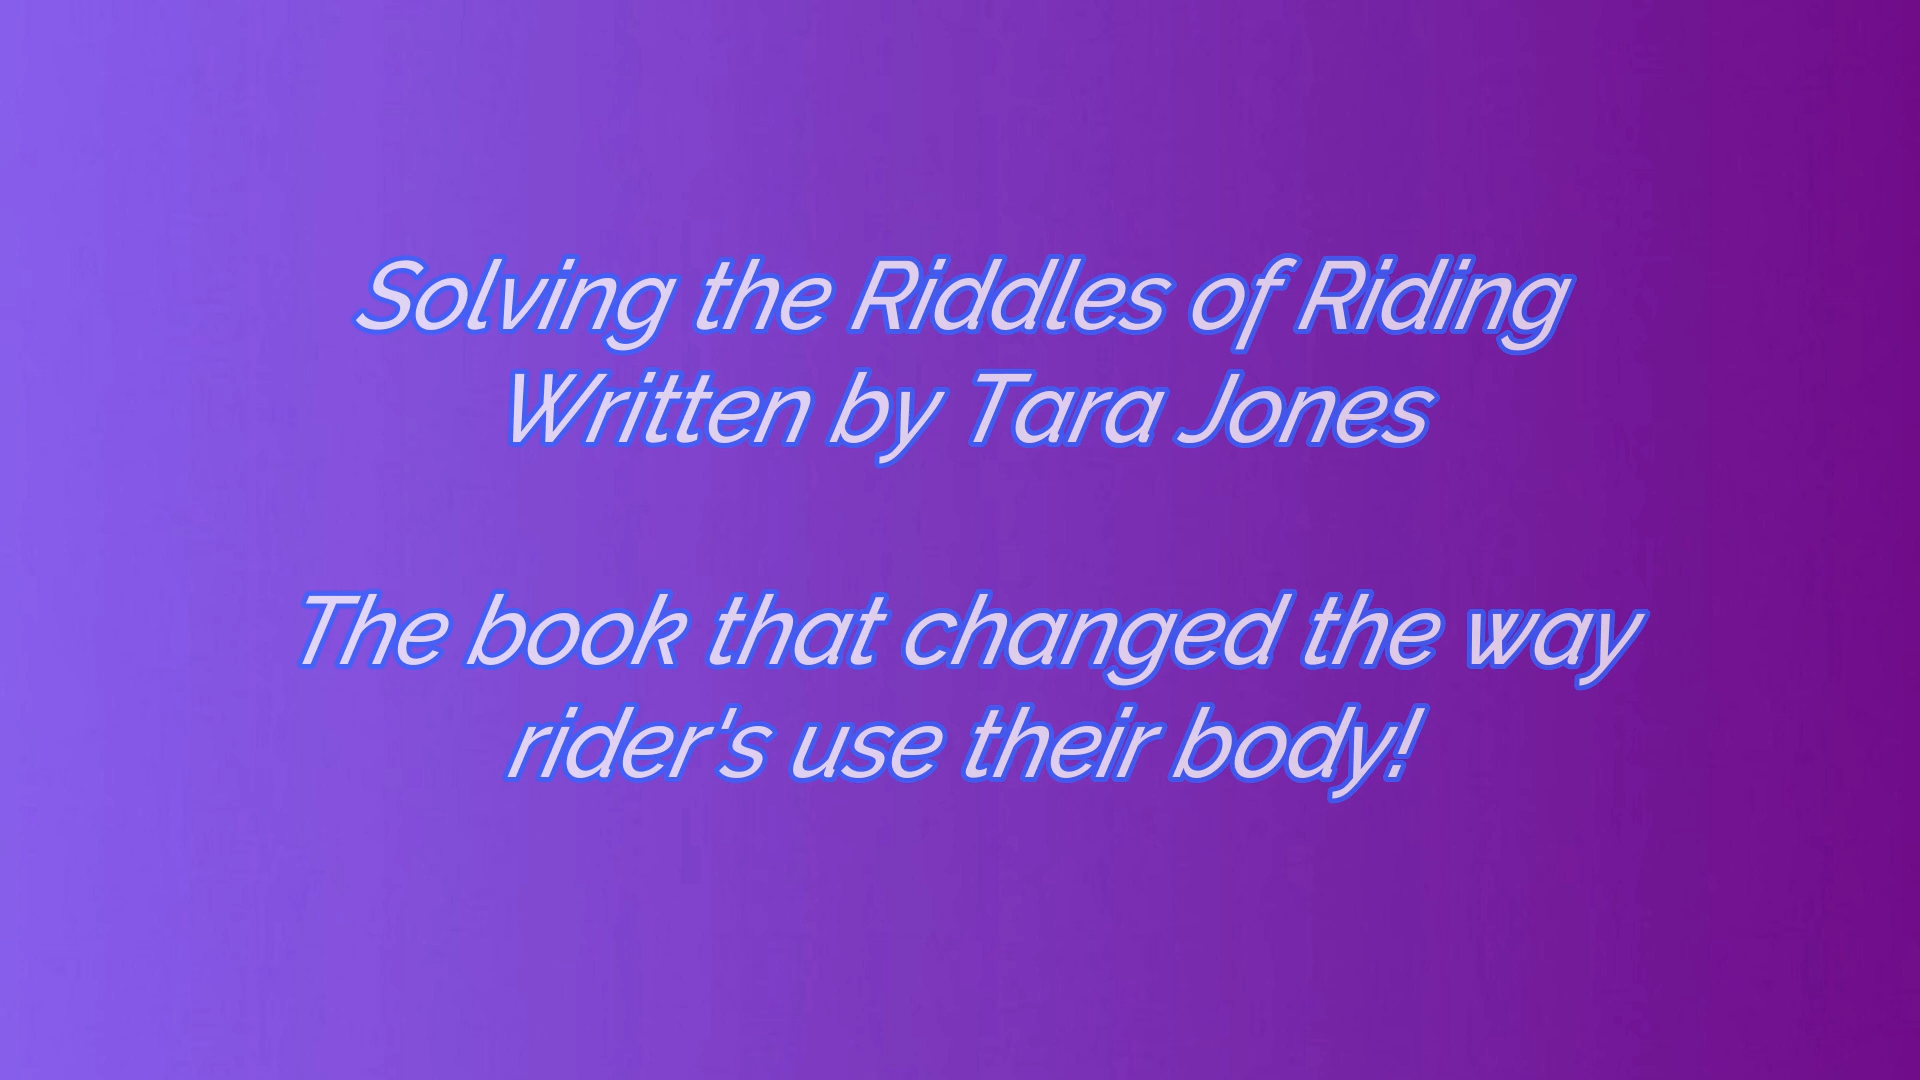 Solving the Riddles of Riding
Written by Tara Jones
The book that changed the way
rider's use their body!